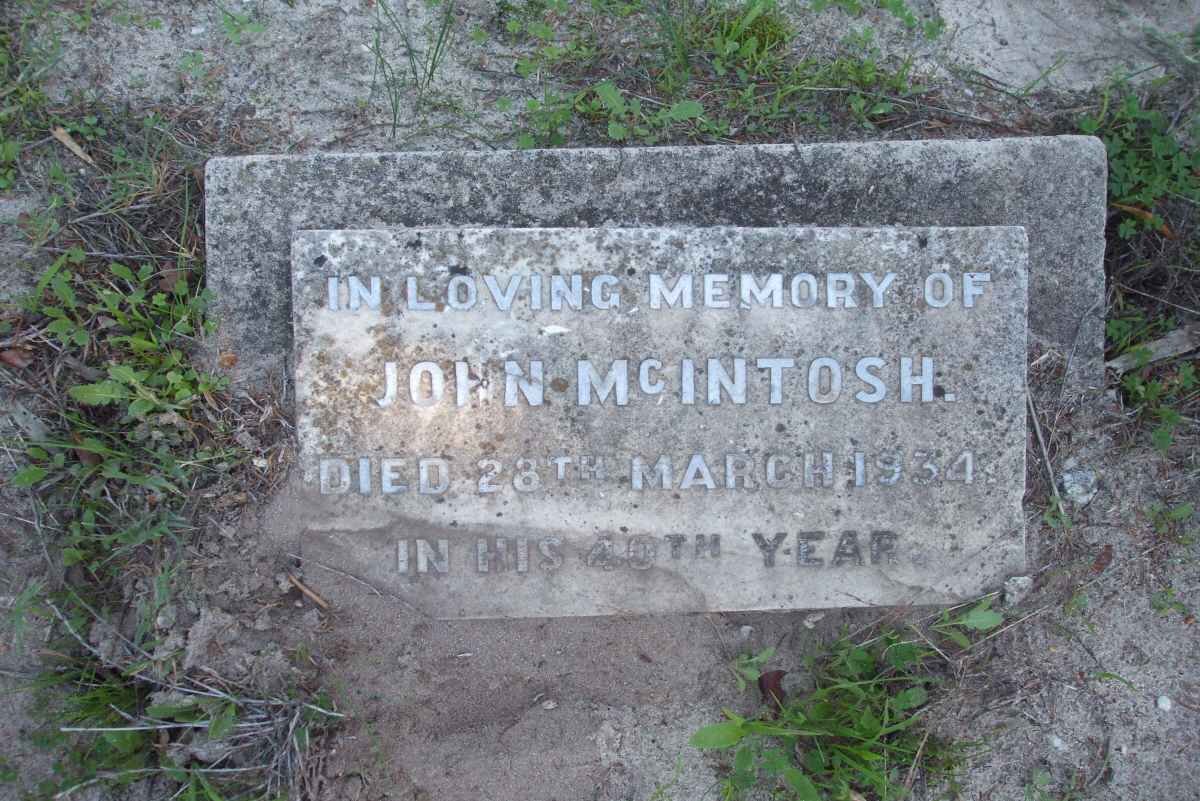 IN LOVING MEMORY OF
JOHN MCINTOSH.
DIED 28TH MARCH 1934.
IN HIS 40TH YEAR.